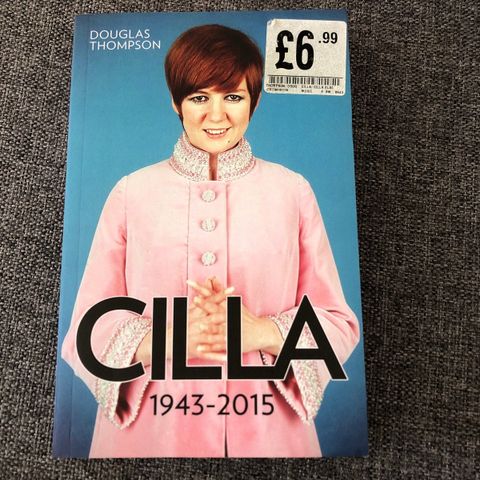 DOUGLAS
THOMPSON
£6.99
CILLA
1943-2015